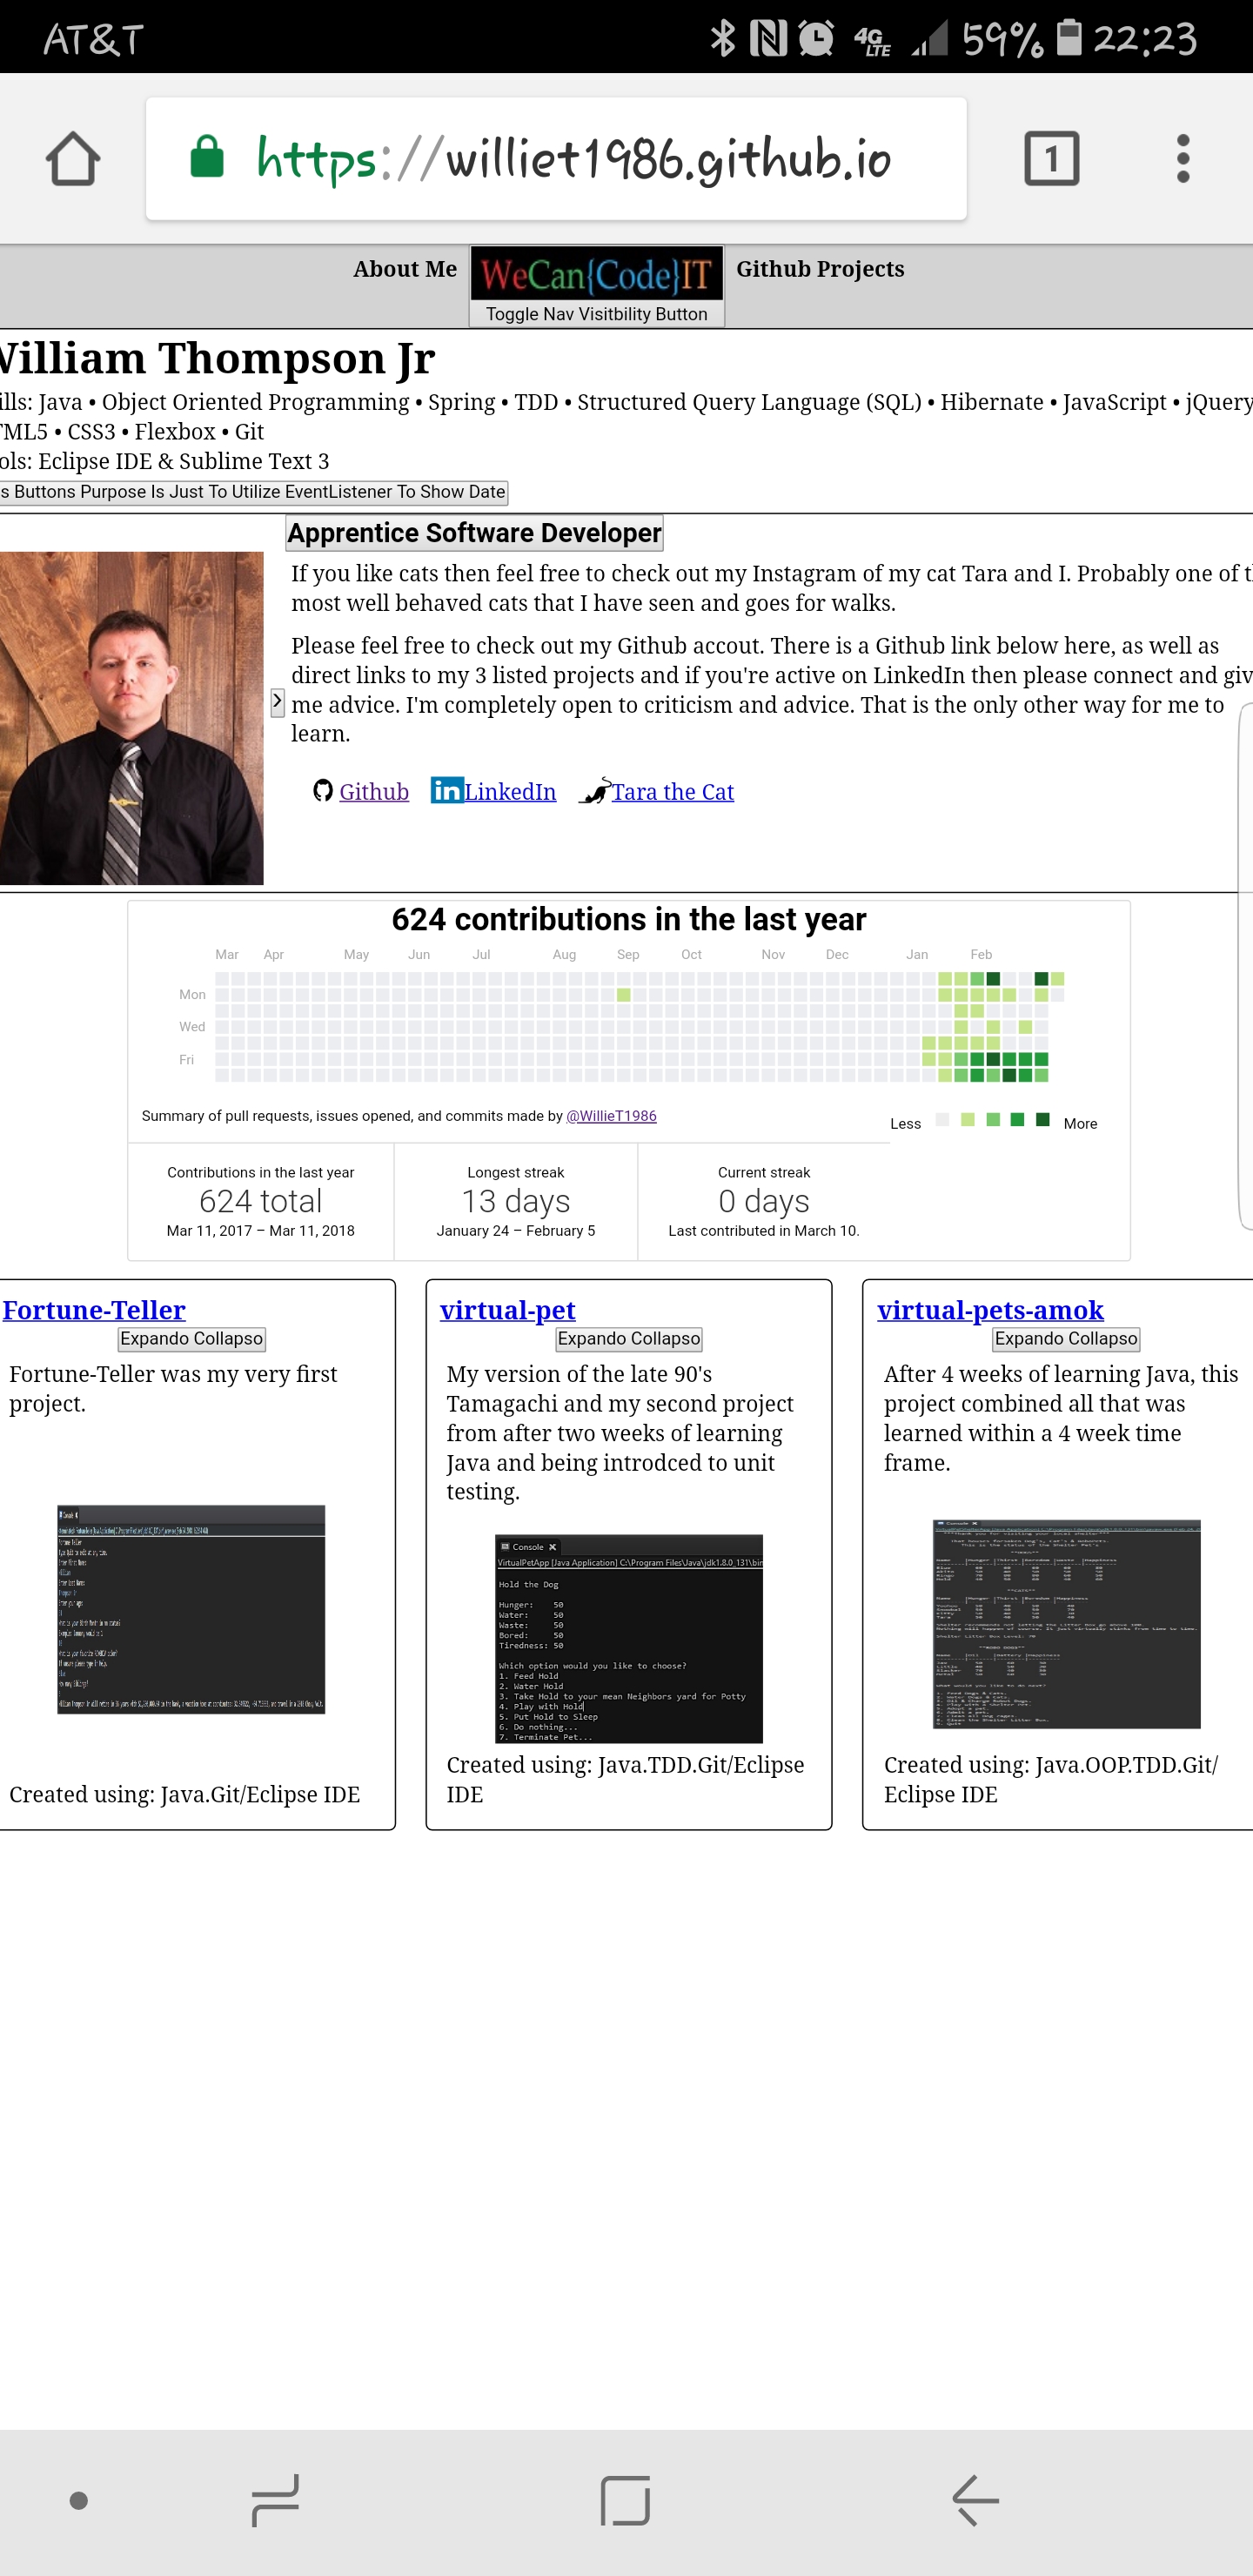 AT&T 4G LTE 59% 22:23
https://williet1986.github.io 1
About Me WeCan{Code}IT Github Projects
Toggle Nav Visitbility Button
William Thompson Jr
ills: Java • Object Oriented Programming • Spring • TDD • Structured Query Language (SQL) • Hibernate • JavaScript • jQuery
TML5 • CSS3 • Flexbox • Git
ols: Eclipse IDE & Sublime Text 3
s Buttons Purpose Is Just To Utilize EventListener To Show Date
Apprentice Software Developer
If you like cats then feel free to check out my Instagram of my cat Tara and I. Probably one of t
most well behaved cats that I have seen and goes for walks.
Please feel free to check out my Github accout. There is a Github link below here, as well as
direct links to my 3 listed projects and if you're active on LinkedIn then please connect and giv
me advice. I'm completely open to criticism and advice. That is the only other way for me to
learn.
Github in LinkedIn Tara the Cat
624 contributions in the last year
Mar Apr May Jun Jul Aug Sep Oct Nov Dec Jan Feb
Mon
Wed
Fri
Summary of pull requests, issues opened, and commits made by @WillieT1986
Less More
Contributions in the last year
624 total
Mar 11, 2017 – Mar 11, 2018
Longest streak
13 days
January 24 – February 5
Current streak
0 days
Last contributed in March 10.
Fortune-Teller
Expando Collapso
Fortune-Teller was my very first
project.
Created using: Java.Git/Eclipse IDE
virtual-pet
Expando Collapso
My version of the late 90's
Tamagachi and my second project
from after two weeks of learning
Java and being introdced to unit
testing.
Console
VirtualPetApp [Java Application] C:\Program Files\Java\jdk1.8.0_131\bin
Hold the Dog
Hunger: 50
Water: 50
Waste: 50
Bored: 50
Tiredness: 50
Which option would you like to choose?
1. Feed Hold
2. Water Hold
3. Take Hold to your mean Neighbors yard for Potty
4. Play with Hold
5. Put Hold to Sleep
6. Do nothing...
7. Terminate Pet...
Created using: Java.TDD.Git/Eclipse
IDE
virtual-pets-amok
Expando Collapso
After 4 weeks of learning Java, this
project combined all that was
learned within a 4 week time
frame.
Console
Created using: Java.OOP.TDD.Git/
Eclipse IDE